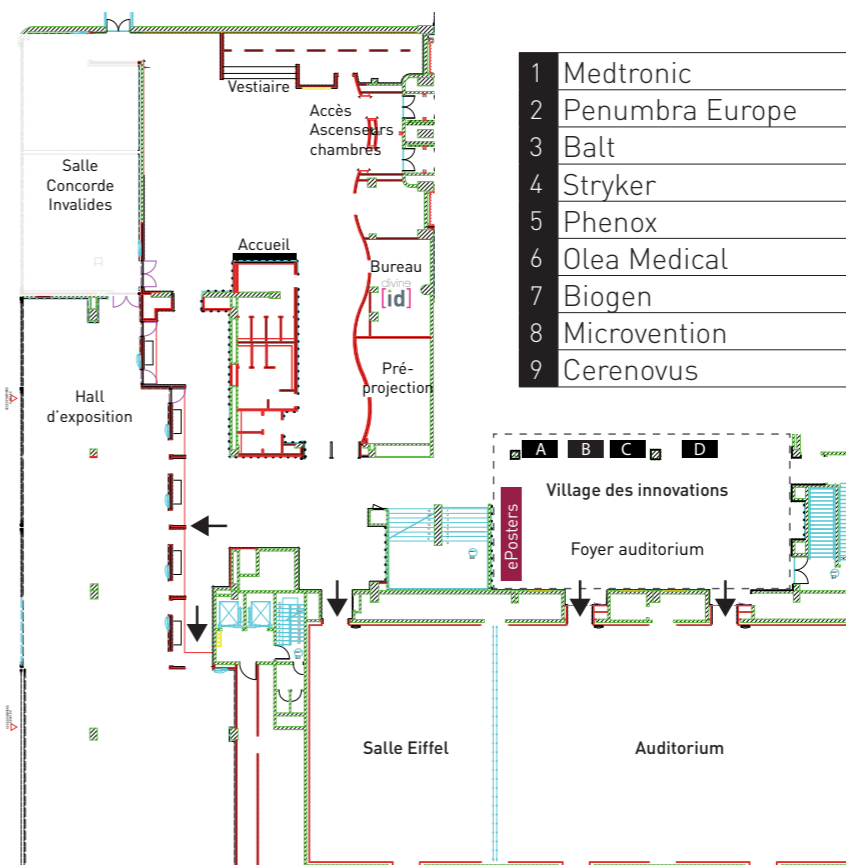 Vestiaire
Accès
Ascenseurs
chambres
Salle
Concorde
Invalides
Accueil
Bureau
divine
[id]
Pré-
projection
Hall
d'exposition
1 Medtronic
2 Penumbra Europe
3 Balt
4 Stryker
5 Phenox
6 Olea Medical
7 Biogen
8 Microvention
9 Cerenovus
A B C D
Village des innovations
ePosters
Foyer auditorium
Salle Eiffel
Auditorium